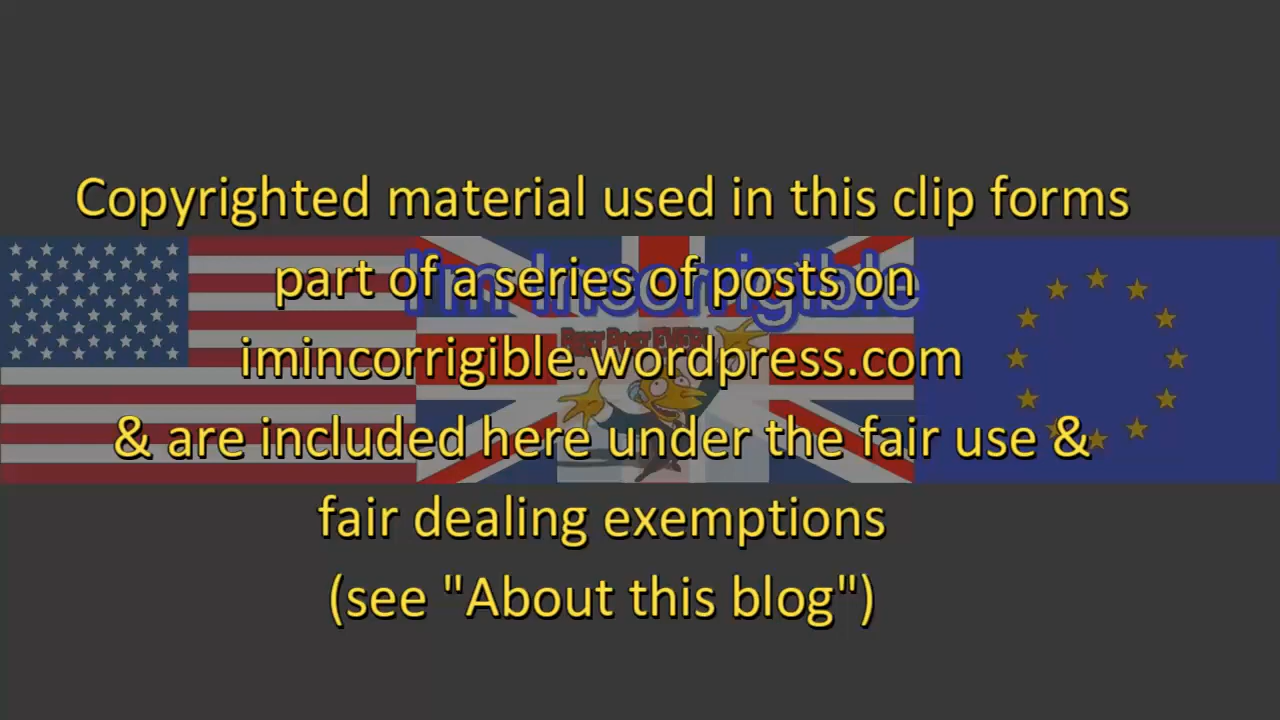 Copyrighted material used in this clip forms
part of a series of posts on
I'm Incorrigible
imincorrigible.wordpress.com
& are included here under the fair use &
fair dealing exemptions
(see "About this blog")